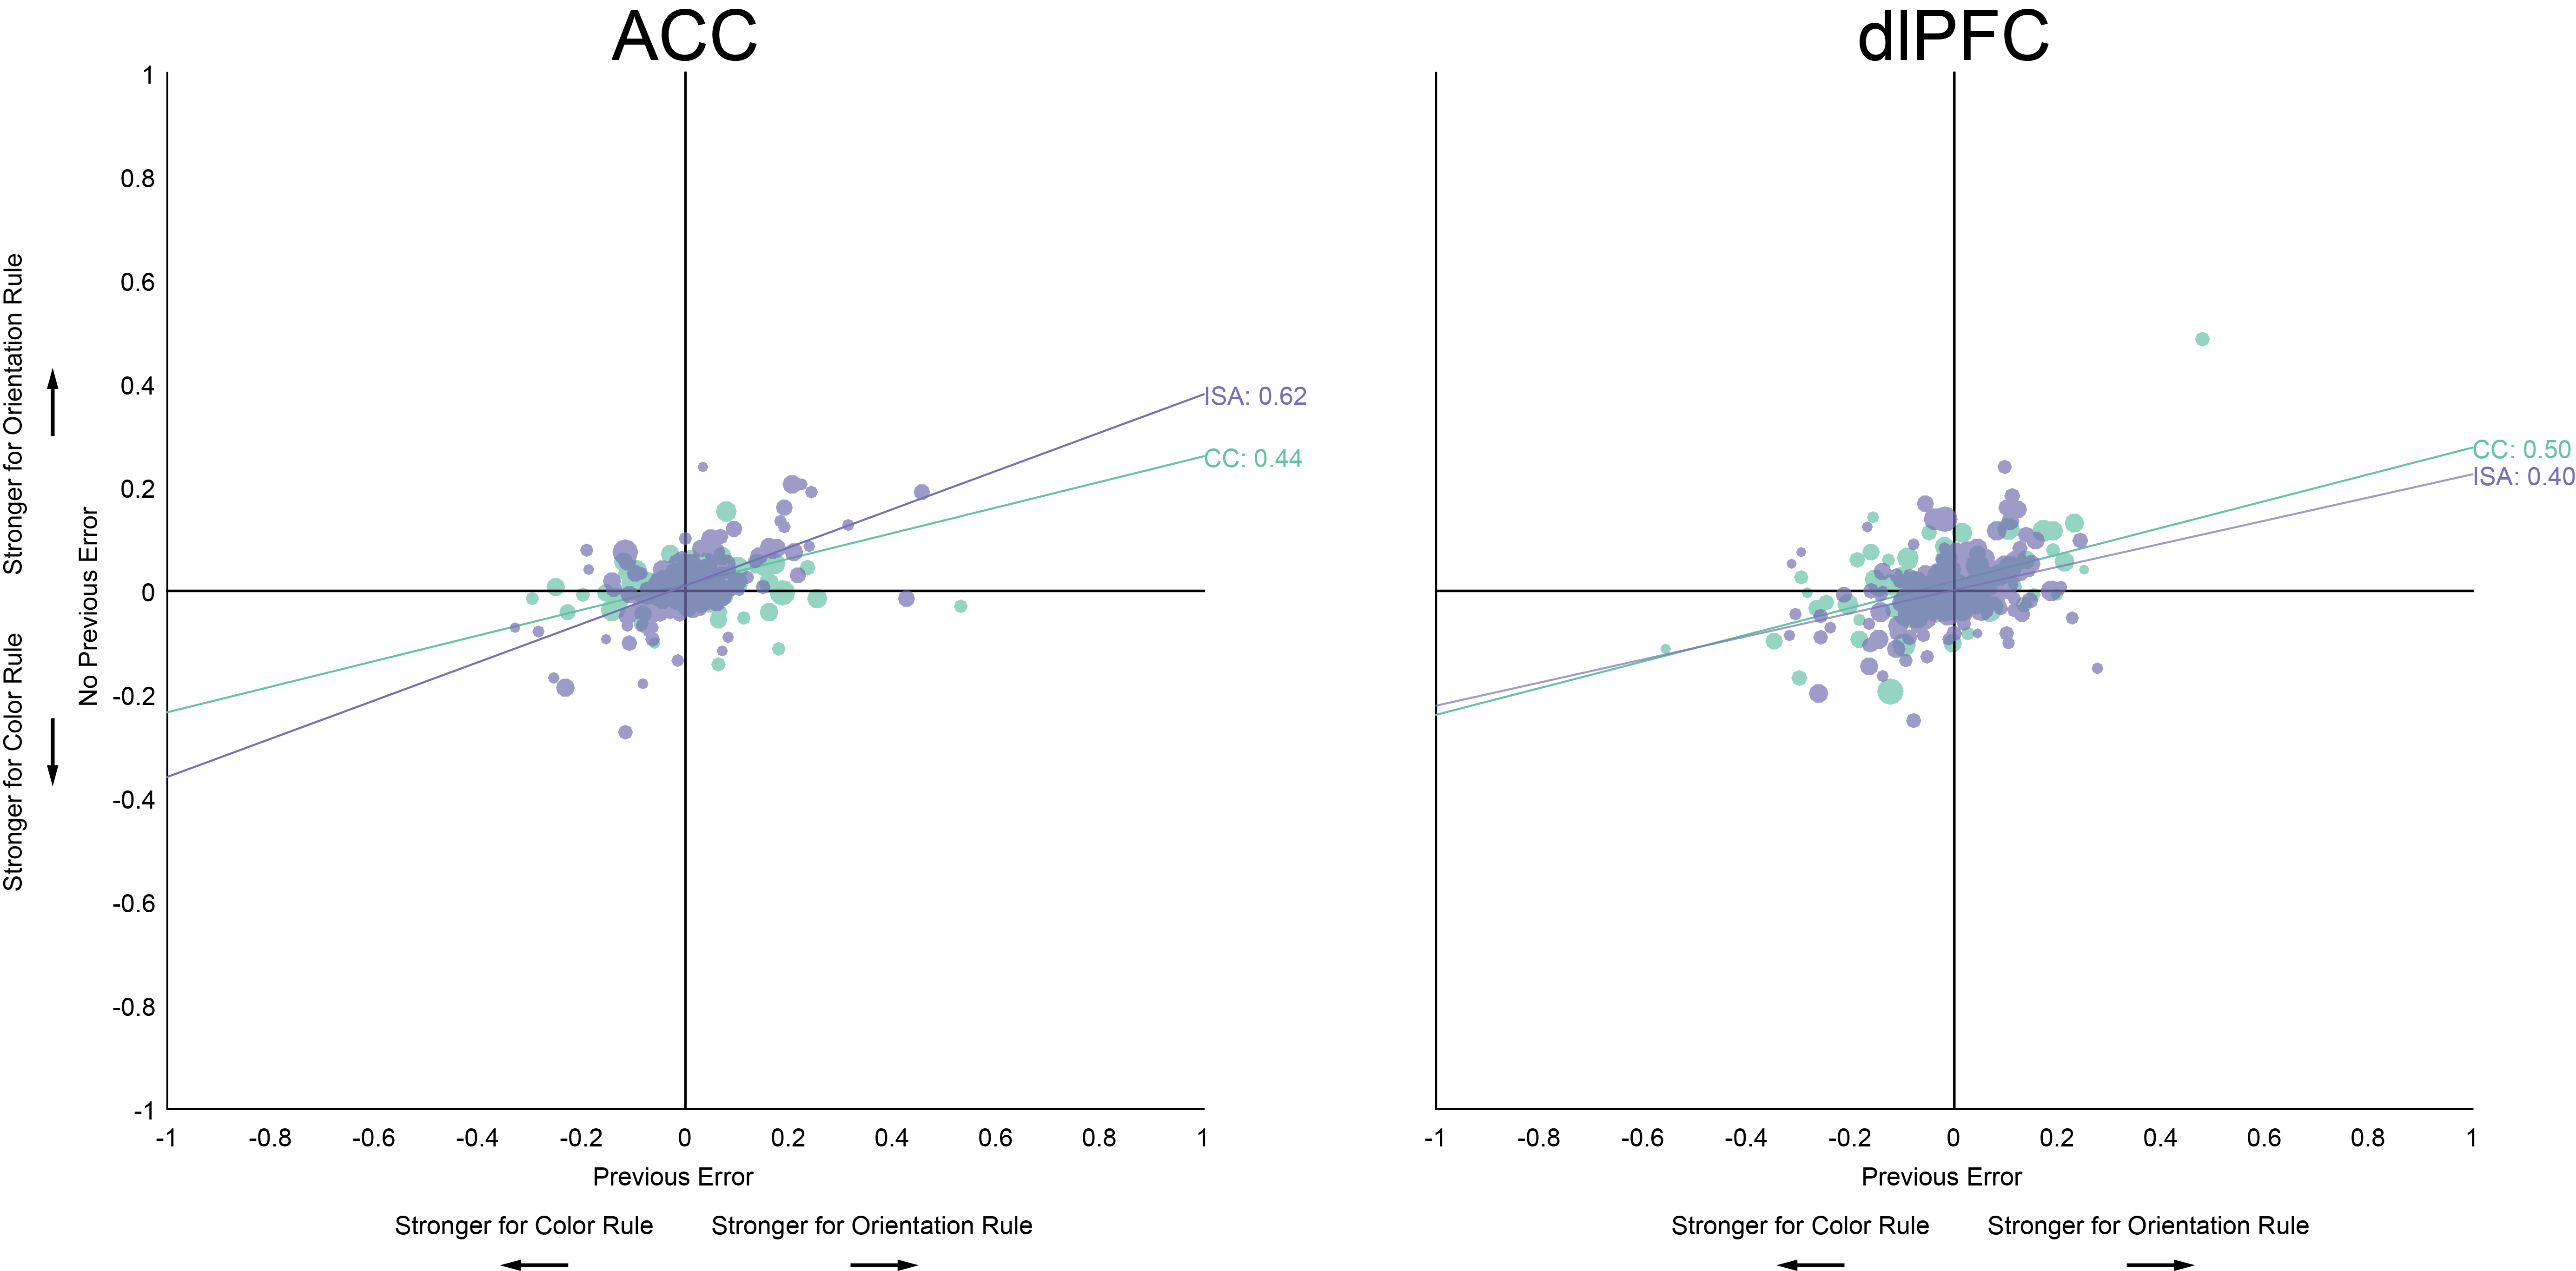 ACC
dlPFC
Stronger for Orientation Rule
Stronger for Color Rule
No Previous Error
1
0.8
0.6
0.4
0.2
0
-0.2
-0.4
-0.6
-0.8
-1
ISA: 0.62
CC: 0.44
CC: 0.50
ISA: 0.40
-1 -0.8 -0.6 -0.4 -0.2 0 0.2 0.4 0.6 0.8 1
-1 -0.8 -0.6 -0.4 -0.2 0 0.2 0.4 0.6 0.8 1
Previous Error
Previous Error
Stronger for Color Rule
Stronger for Orientation Rule
Stronger for Color Rule
Stronger for Orientation Rule